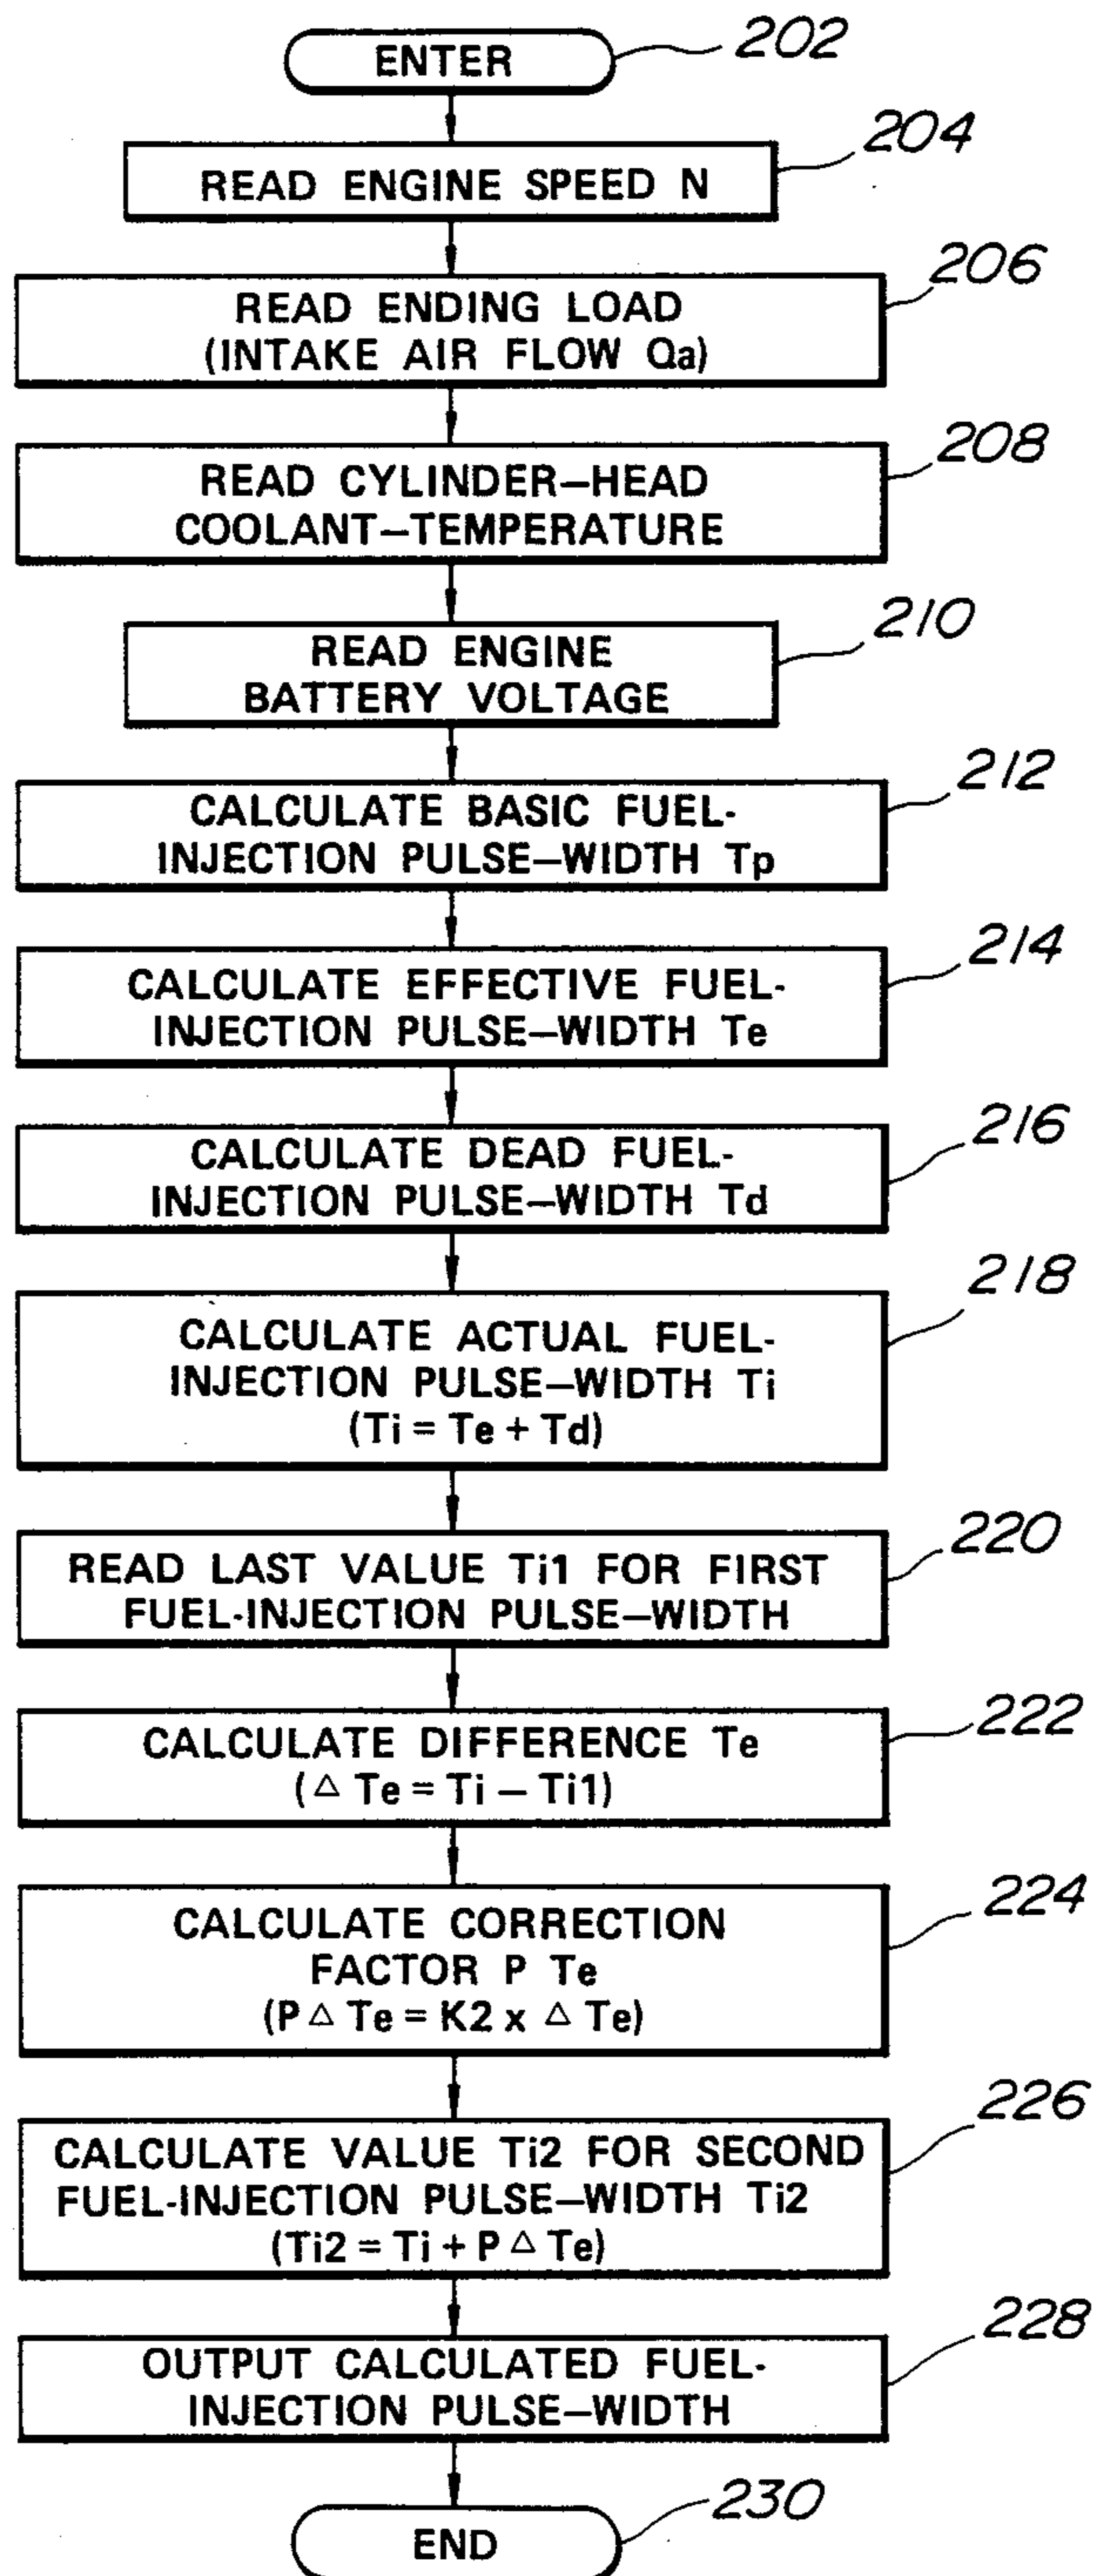 ENTER
202
204
READ ENGINE SPEED N
206
READ ENDING LOAD
(INTAKE AIR FLOW Qa)
208
READ CYLINDER—HEAD
COOLANT—TEMPERATURE
210
READ ENGINE
BATTERY VOLTAGE
212
CALCULATE BASIC FUEL-
INJECTION PULSE—WIDTH Tp
214
CALCULATE EFFECTIVE FUEL-
INJECTION PULSE—WIDTH Te
216
CALCULATE DEAD FUEL-
INJECTION PULSE—WIDTH Td
218
CALCULATE ACTUAL FUEL-
INJECTION PULSE—WIDTH Ti
(Ti = Te + Td)
220
READ LAST VALUE Ti1 FOR FIRST
FUEL-INJECTION PULSE—WIDTH
222
CALCULATE DIFFERENCE Te
(△ Te = Ti — Ti1)
224
CALCULATE CORRECTION
FACTOR P Te
(P △ Te = K2 x △ Te)
226
CALCULATE VALUE Ti2 FOR SECOND
FUEL-INJECTION PULSE—WIDTH Ti2
(Ti2 = Ti + P △ Te)
228
OUTPUT CALCULATED FUEL-
INJECTION PULSE—WIDTH
230
END